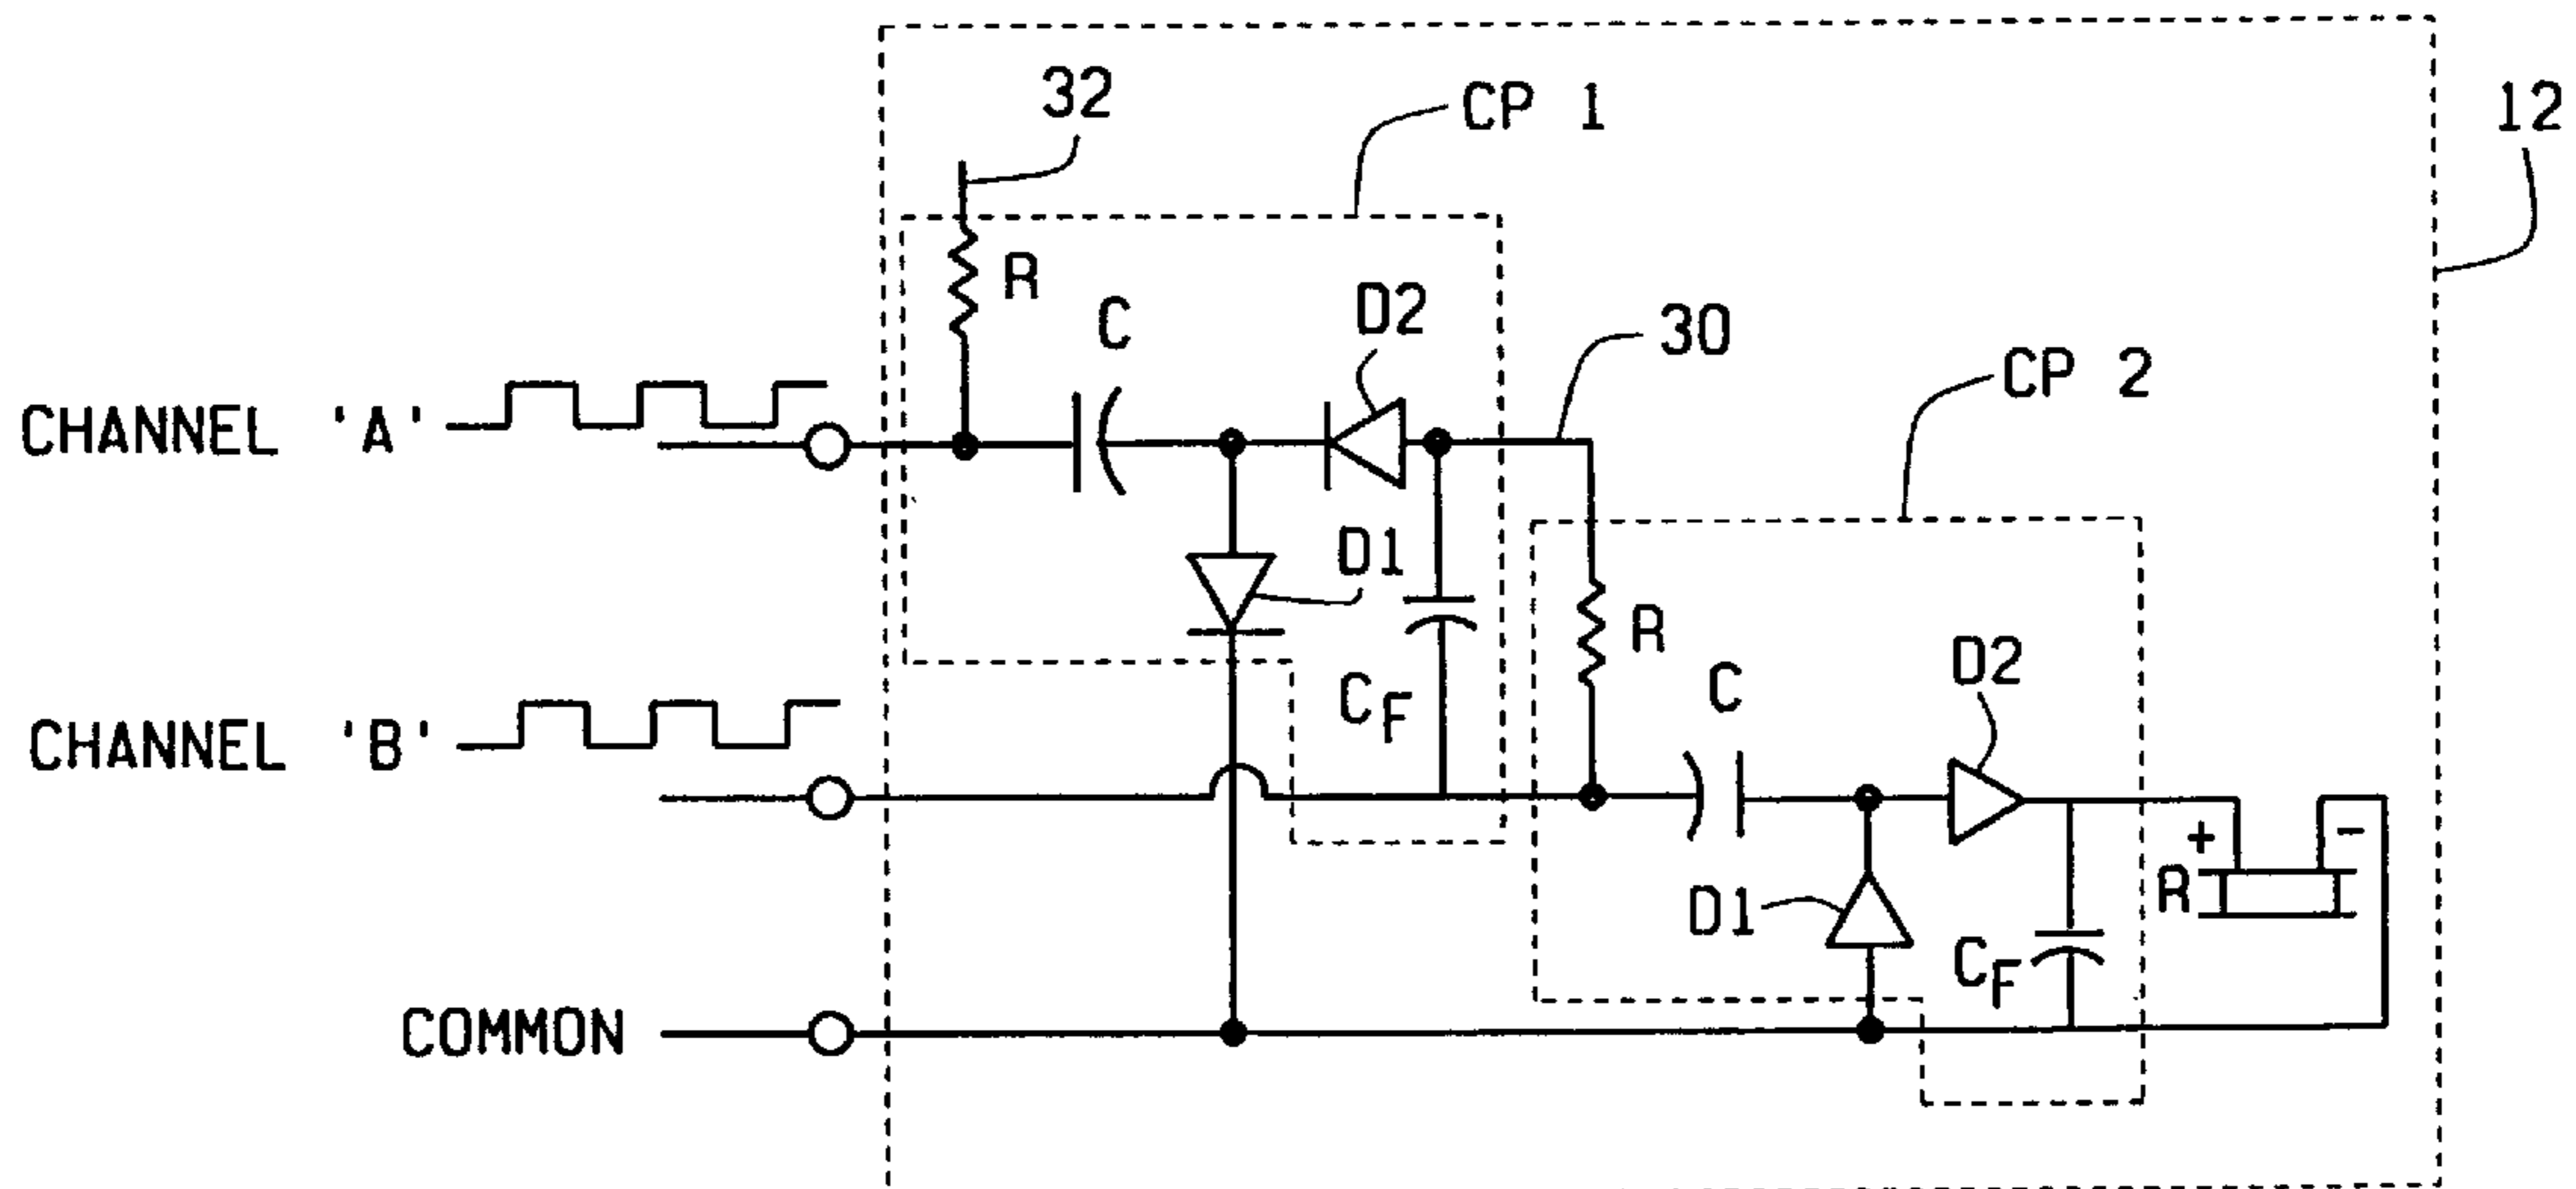 32
CP 1
12
R
C
D2
30
CP 2
CHANNEL 'A'
D1
R
C
D2
CF
CHANNEL 'B'
+
-
R
D1
CF
COMMON